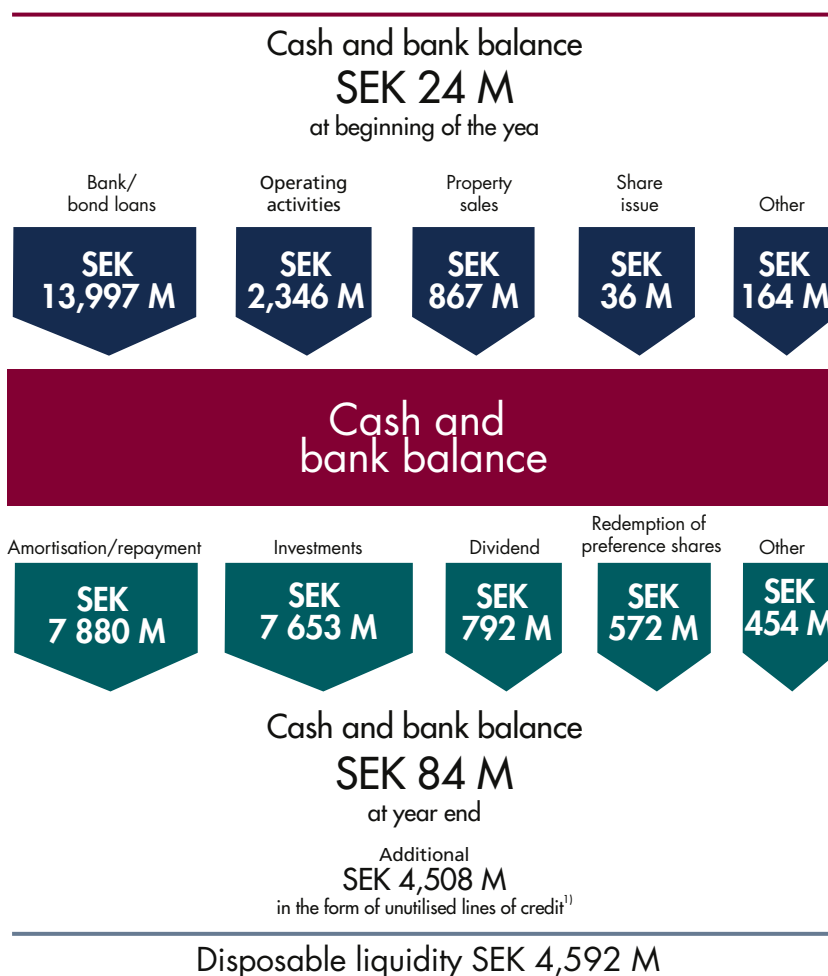 Cash and bank balance
SEK 24 M
at beginning of the yea
Bank/
bond loans
Operating
activities
Property
sales
Share
issue
Other
SEK
13,997 M
SEK
2,346 M
SEK
867 M
SEK
36 M
SEK
164 M
Cash and
bank balance
Amortisation/repayment
Investments
Dividend
Redemption of
preference shares
Other
SEK
7 880 M
SEK
7 653 M
SEK
792 M
SEK
572 M
SEK
454 M
Cash and bank balance
SEK 84 M
at year end
Additional
SEK 4,508 M
in the form of unutilised lines of credit¹⁾
Disposable liquidity SEK 4,592 M